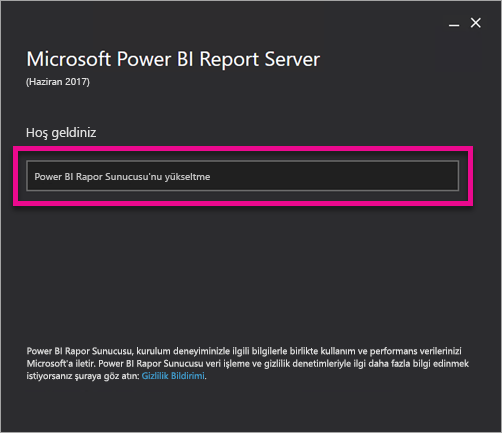 Microsoft Power BI Report Server
(Haziran 2017)
Hoş geldiniz
Power BI Rapor Sunucusu'nu yükseltme
Power BI Rapor Sunucusu, kurulum deneyiminizle ilgili bilgilerle birlikte kullanım ve performans verilerinizi
Microsoft'a iletir. Power BI Rapor Sunucusu veri işleme ve gizlilik denetimleriyle ilgili daha fazla bilgi edinmek
istiyorsanız şuraya göz atın: Gizlilik Bildirimi.